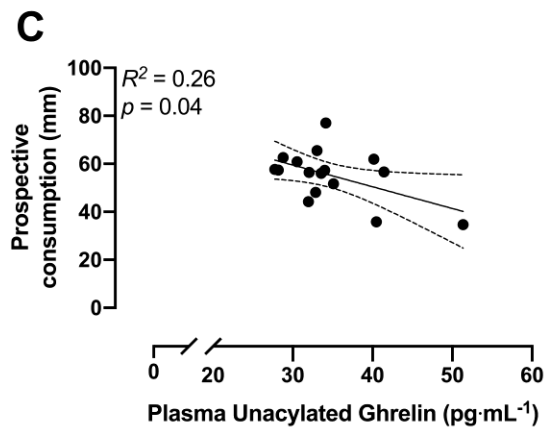 C
R² = 0.26
p = 0.04
100
80
60
40
20
0
Prospective
consumption (mm)
0 20 30 40 50 60
Plasma Unacylated Ghrelin (pg·mL⁻¹)